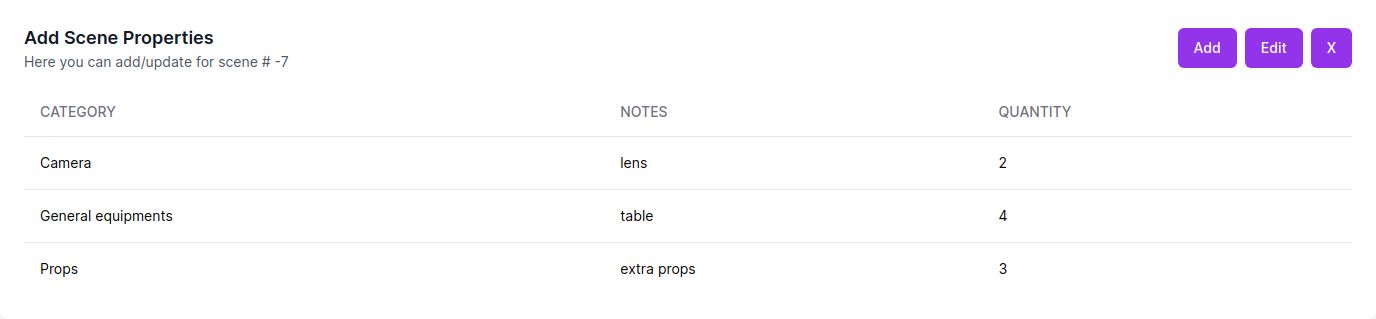 Add Scene Properties
Here you can add/update for scene # -7
Add Edit X
CATEGORY NOTES QUANTITY
Camera lens 2
General equipments table 4
Props extra props 3